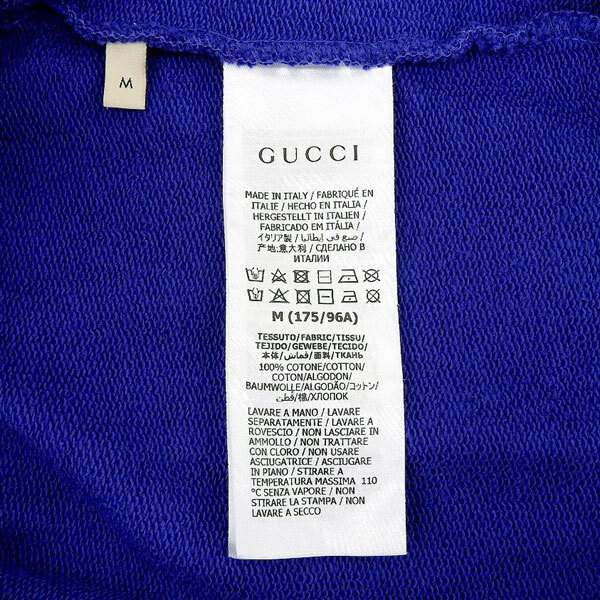 M
GUCCI
MADE IN ITALY / FABRIQUÉ EN
ITALIE / HECHO EN ITALIA /
HERGESTELLT IN ITALIEN /
FABRICADO EM ITÁLIA /
イタリア製 / صنع في إيطاليا /
产地:意大利 / СДЕЛАНО В
ИТАЛИИ
M (175/96A)
TESSUTO/FABRIC/TISSU/
TEJIDO/GEWEBE/TECIDO/
本体/قماش/面料/ТКАНЬ
100% COTONE/COTTON/
COTON/ALGODON/
BAUMWOLLE/ALGODÃO/コットン/
قطن/棉/ХЛОПОК
LAVARE A MANO / LAVARE
SEPARATAMENTE / LAVARE A
ROVESCIO / NON LASCIARE IN
AMMOLLO / NON TRATTARE
CON CLORO / NON USARE
ASCIUGATRICE / ASCIUGARE
IN PIANO / STIRARE A
TEMPERATURA MASSIMA 110
°C SENZA VAPORE / NON
STIRARE LA STAMPA / NON
LAVARE A SECCO